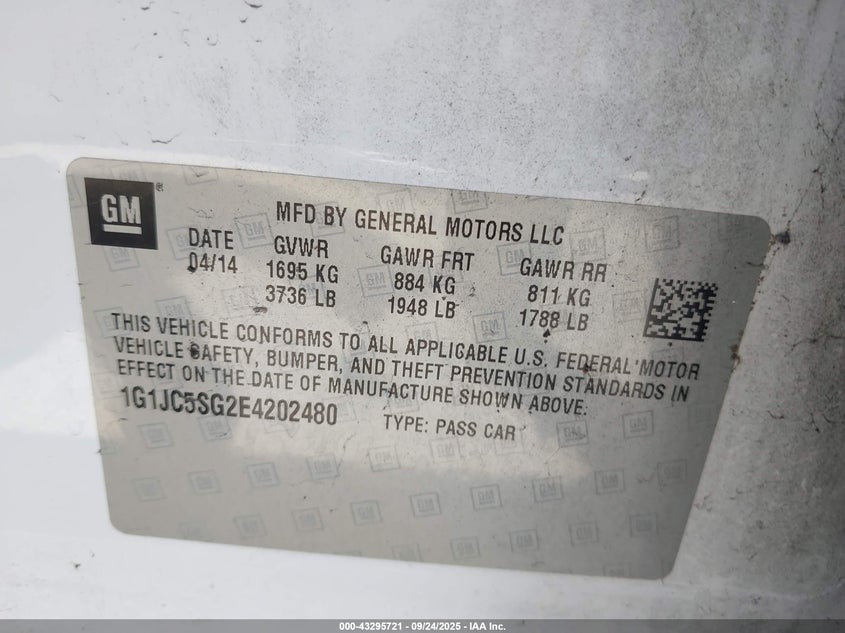 GM ®
MFD BY GENERAL MOTORS LLC
DATE GVWR GAWR FRT GAWR RR
04/14 1695 KG 884 KG 811 KG
3736 LB 1948 LB 1788 LB
THIS VEHICLE CONFORMS TO ALL APPLICABLE U.S. FEDERAL MOTOR
VEHICLE SAFETY, BUMPER, AND THEFT PREVENTION STANDARDS IN
EFFECT ON THE DATE OF MANUFACTURE SHOWN ABOVE.
1G1JC5SG2E4202480 TYPE: PASS CAR
000-43295721 - 09/24/2025 - IAA Inc.